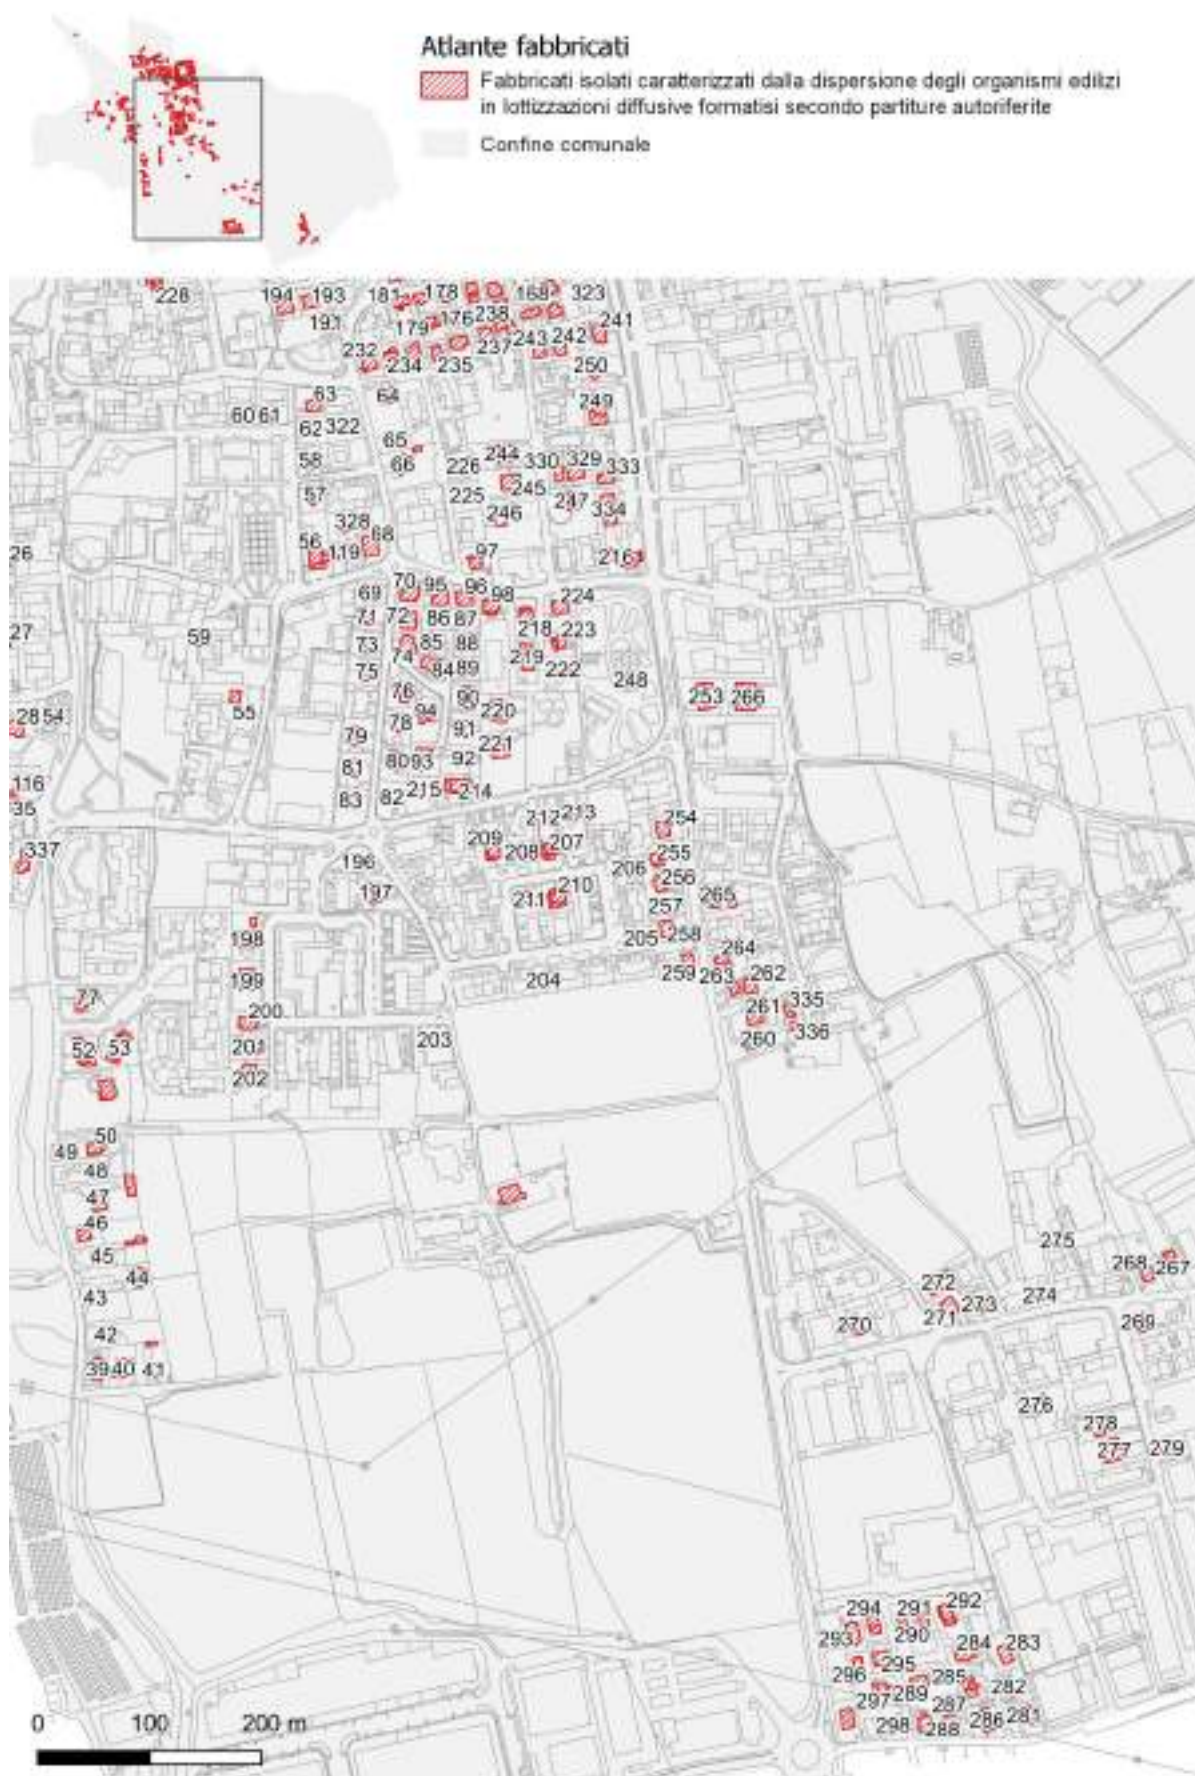 Atlante fabbricati
Fabbricati isolati caratterizzati dalla dispersione degli organismi edilizi
in lottizzazioni diffusive formatisi secondo partiture autoriferite
Confine comunale
228 194 193 181 178 168 323
191 179 176 238 241
232 234 235 237 243 242
250
63 64 249
60 61
62 322
65
58 66 226 244 330 329 333
57 225 245 247 334
328 68 246
56 119 97 216
26
69 70 95 96 98 224
71 72 86 87 218 223
27 59 73 85 88
74 84 89 219 222
75 248
76 90 253 266
28 54 55 94 220
78 91
79 221
80 93 92
81
116 82 215 214
35 83
212 213 254
337 209 208 207
196 206 255
256
197 211 210 265
257
198 205 258
264
199 204 259 263 262
77
200 261 335
52 53 201 203 260 336
202
50
49
48
47
46
45 275
44 268 267
43 272 274
271 273
42 270 269
39 40 41
276
278
277 279
294 291 292
293 290 284 283
296 295 285 282
297 289 287
298 288 286 281
0 100 200 m